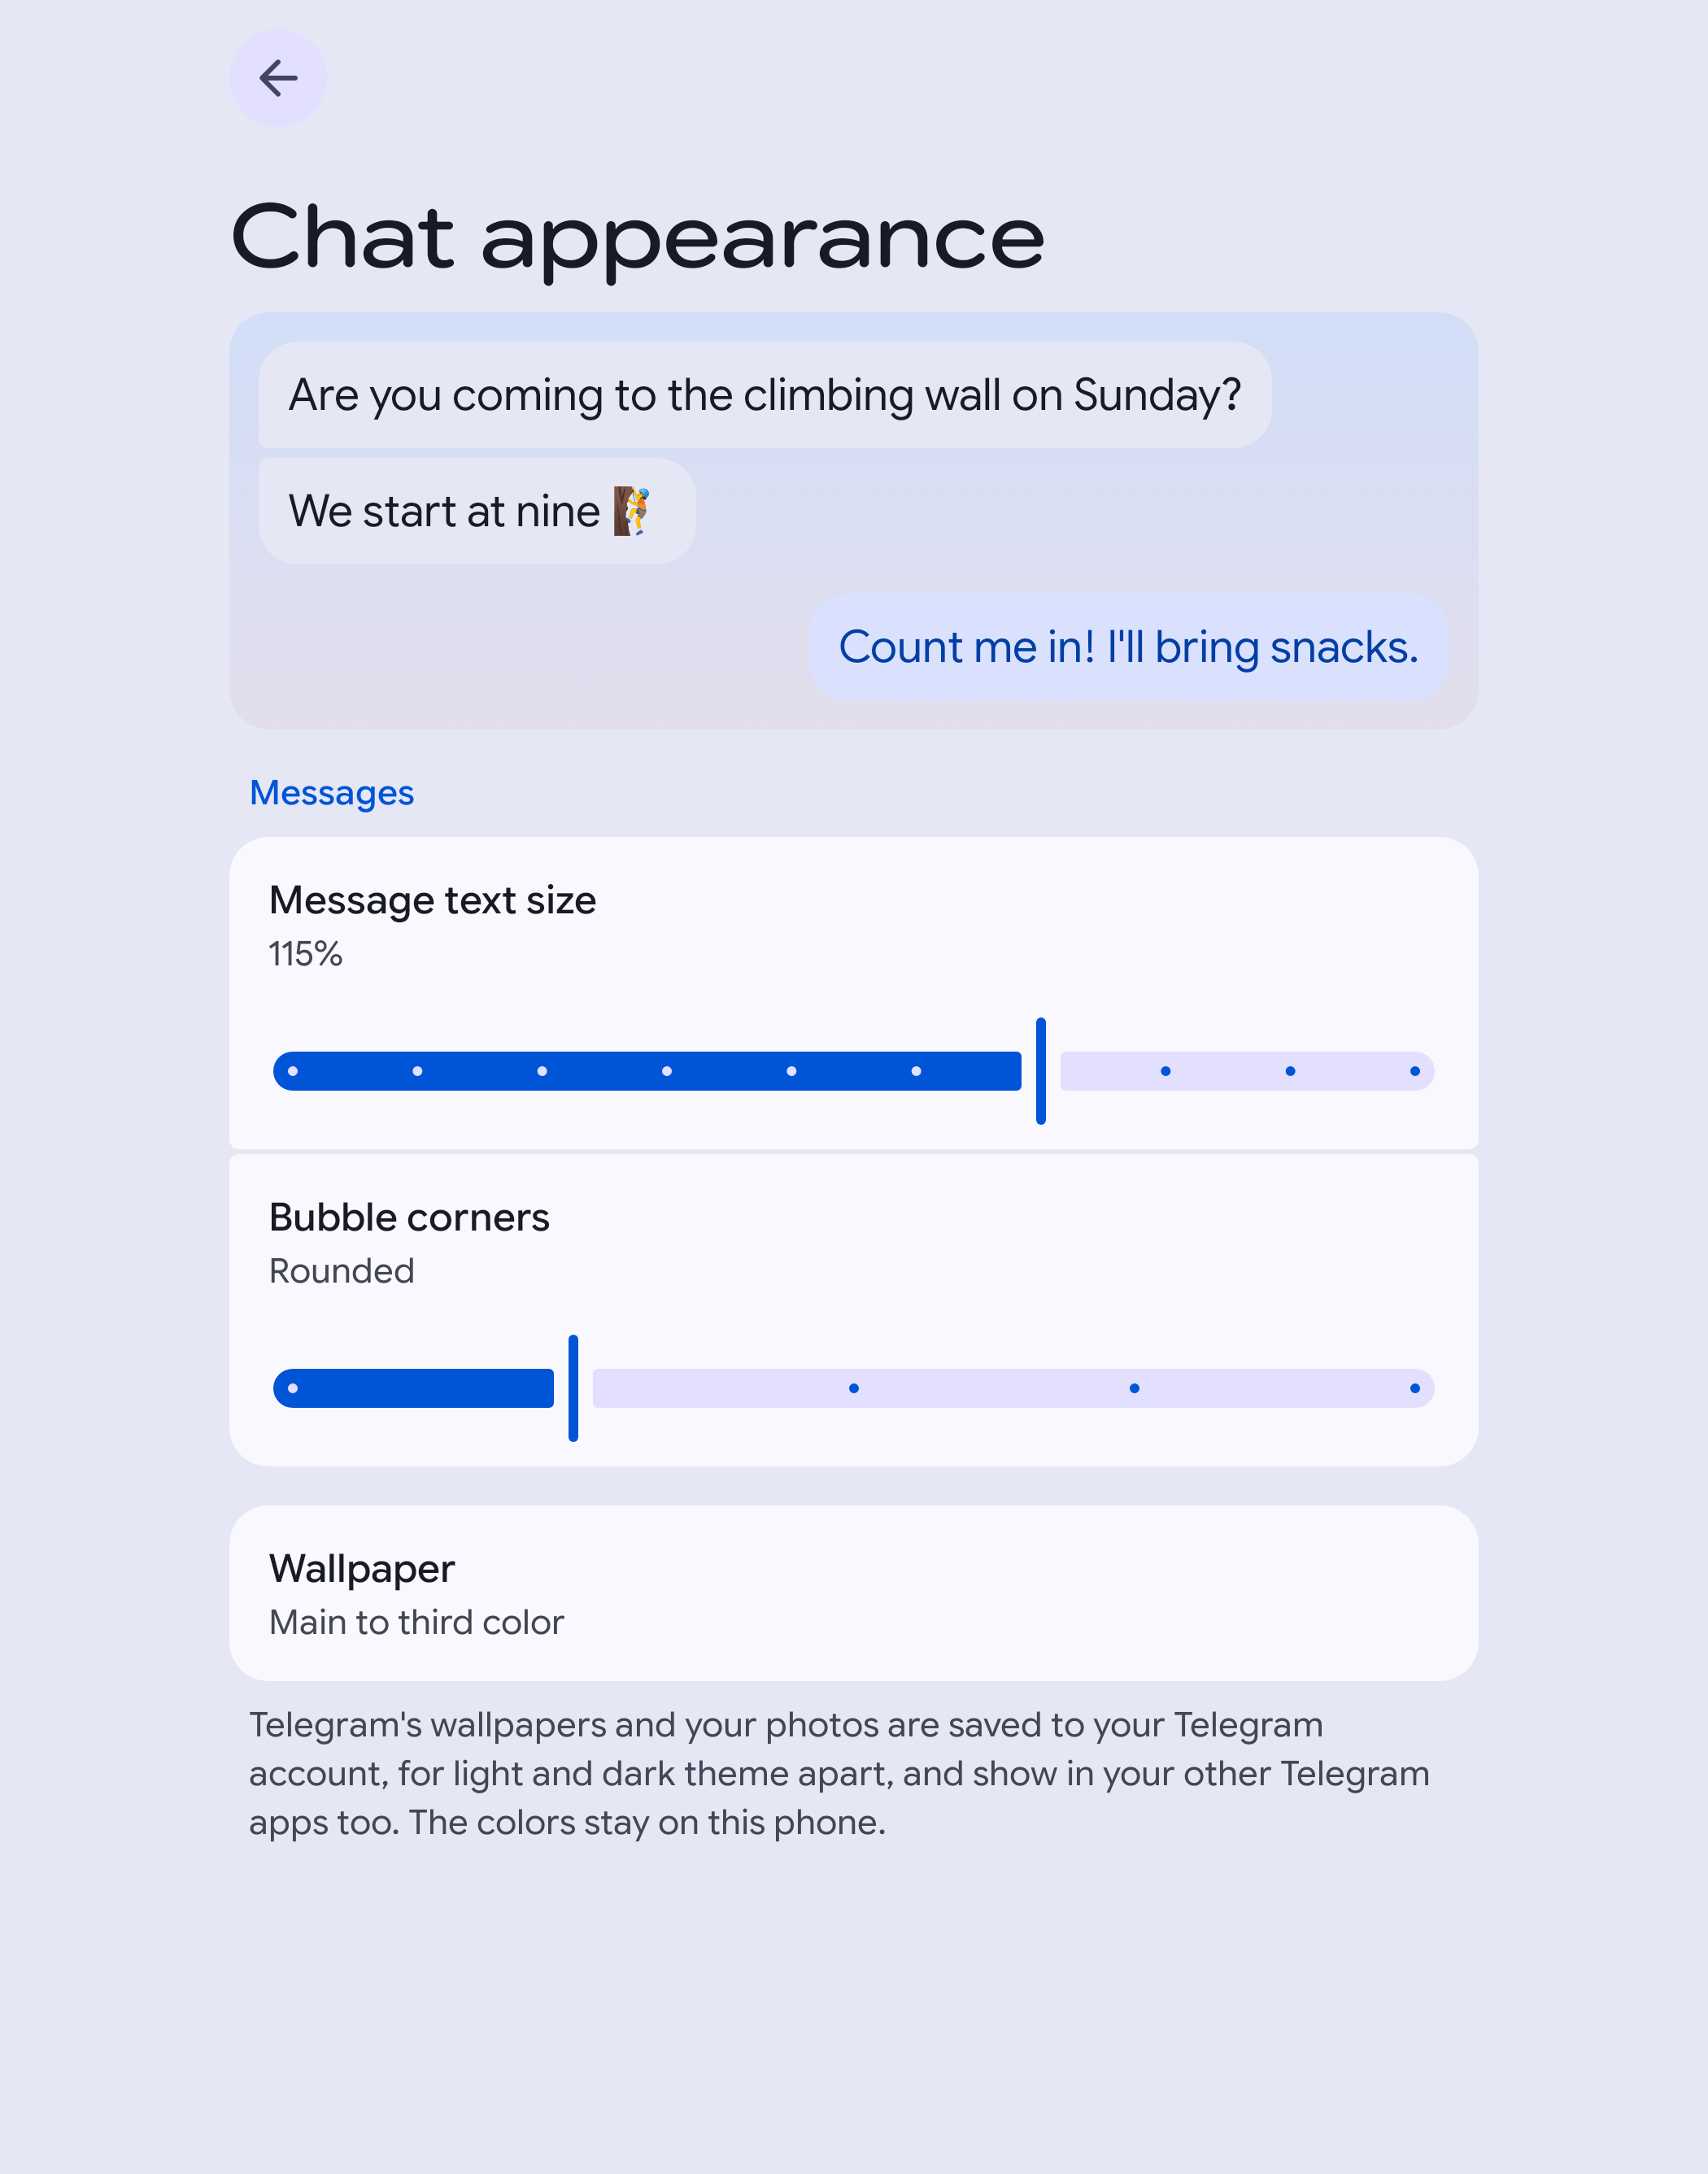 Chat appearance
Are you coming to the climbing wall on Sunday?
We start at nine 🧗
Count me in! I'll bring snacks.
Messages
Message text size
115%
Bubble corners
Rounded
Wallpaper
Main to third color
Telegram's wallpapers and your photos are saved to your Telegram
account, for light and dark theme apart, and show in your other Telegram
apps too. The colors stay on this phone.